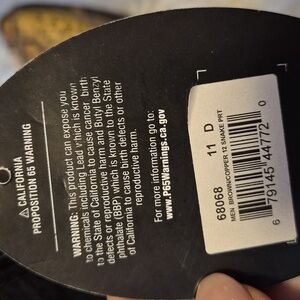 ⚠ CALIFORNIA
PROPOSITION 65 WARNING
WARNING: This product can expose you
to chemicals including Lead which is known
to the State of California to cause cancer, birth
defects or reproductive harm and Butyl Benzyl
phthalate (BBP) which is known to the State
of California to cause birth defects or other
reproductive harm.
For more information go to:
www.P65Warnings.ca.gov
68068 11 D
MEN BROWN/COPPER 12 SNAKE PRT
6 79145 44772 0